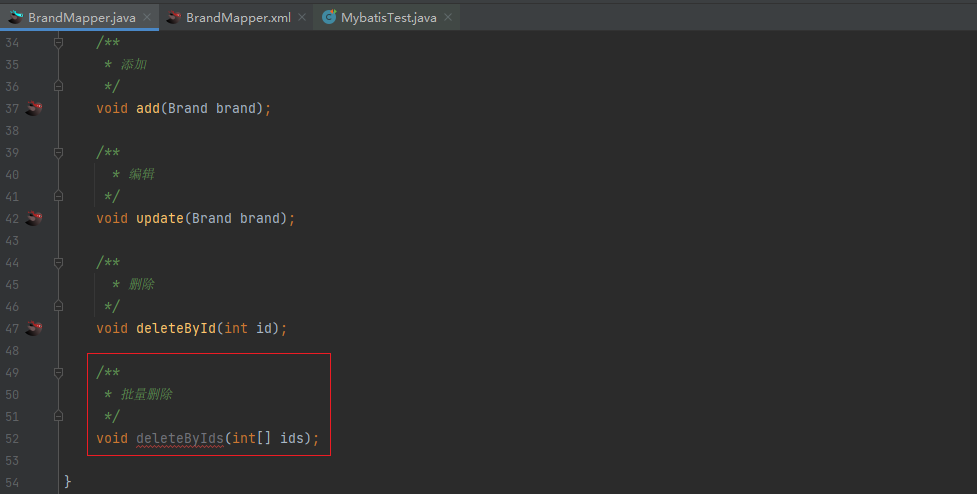 BrandMapper.java BrandMapper.xml MybatisTest.java
34 /**
35 * 添加
36 */
37 void add(Brand brand);
38
39 /**
40 * 编辑
41 */
42 void update(Brand brand);
43
44 /**
45 * 删除
46 */
47 void deleteById(int id);
48
49 /**
50 * 批量删除
51 */
52 void deleteByIds(int[] ids);
53
54 }